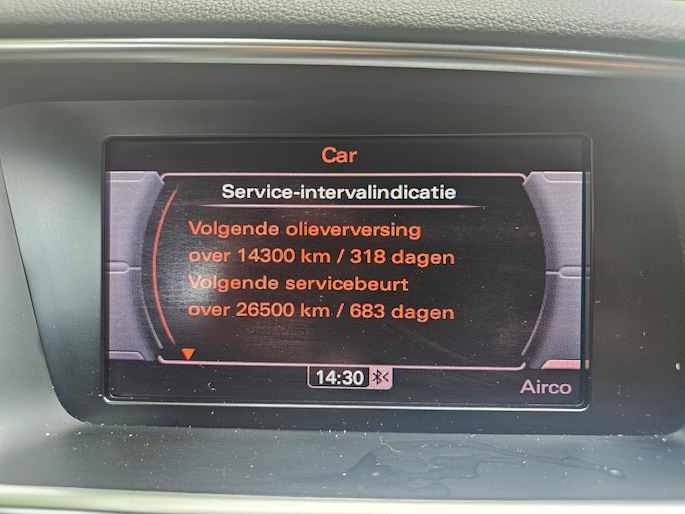 Car
Service-intervalindicatie
Volgende olieverversing
over 14300 km / 318 dagen
Volgende servicebeurt
over 26500 km / 683 dagen
14:30
Airco